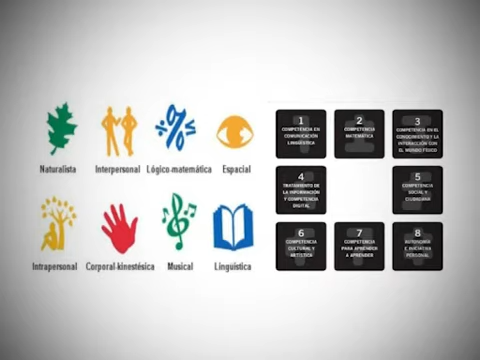 Naturalista
Interpersonal
Lógico-matemática
Espacial
Intrapersonal
Corporal-kinestésica
Musical
Lingüística
1
COMPETENCIA EN
COMUNICACIÓN
LINGÜÍSTICA
2
COMPETENCIA
MATEMÁTICA
3
COMPETENCIA EN EL
CONOCIMIENTO Y LA
INTERACCIÓN CON
EL MUNDO FÍSICO
4
TRATAMIENTO DE
LA INFORMACIÓN
Y COMPETENCIA
DIGITAL
5
COMPETENCIA
SOCIAL Y
CIUDADANA
6
COMPETENCIA
CULTURAL Y
ARTÍSTICA
7
COMPETENCIA
PARA APRENDER
A APRENDER
8
AUTONOMÍA
E INICIATIVA
PERSONAL